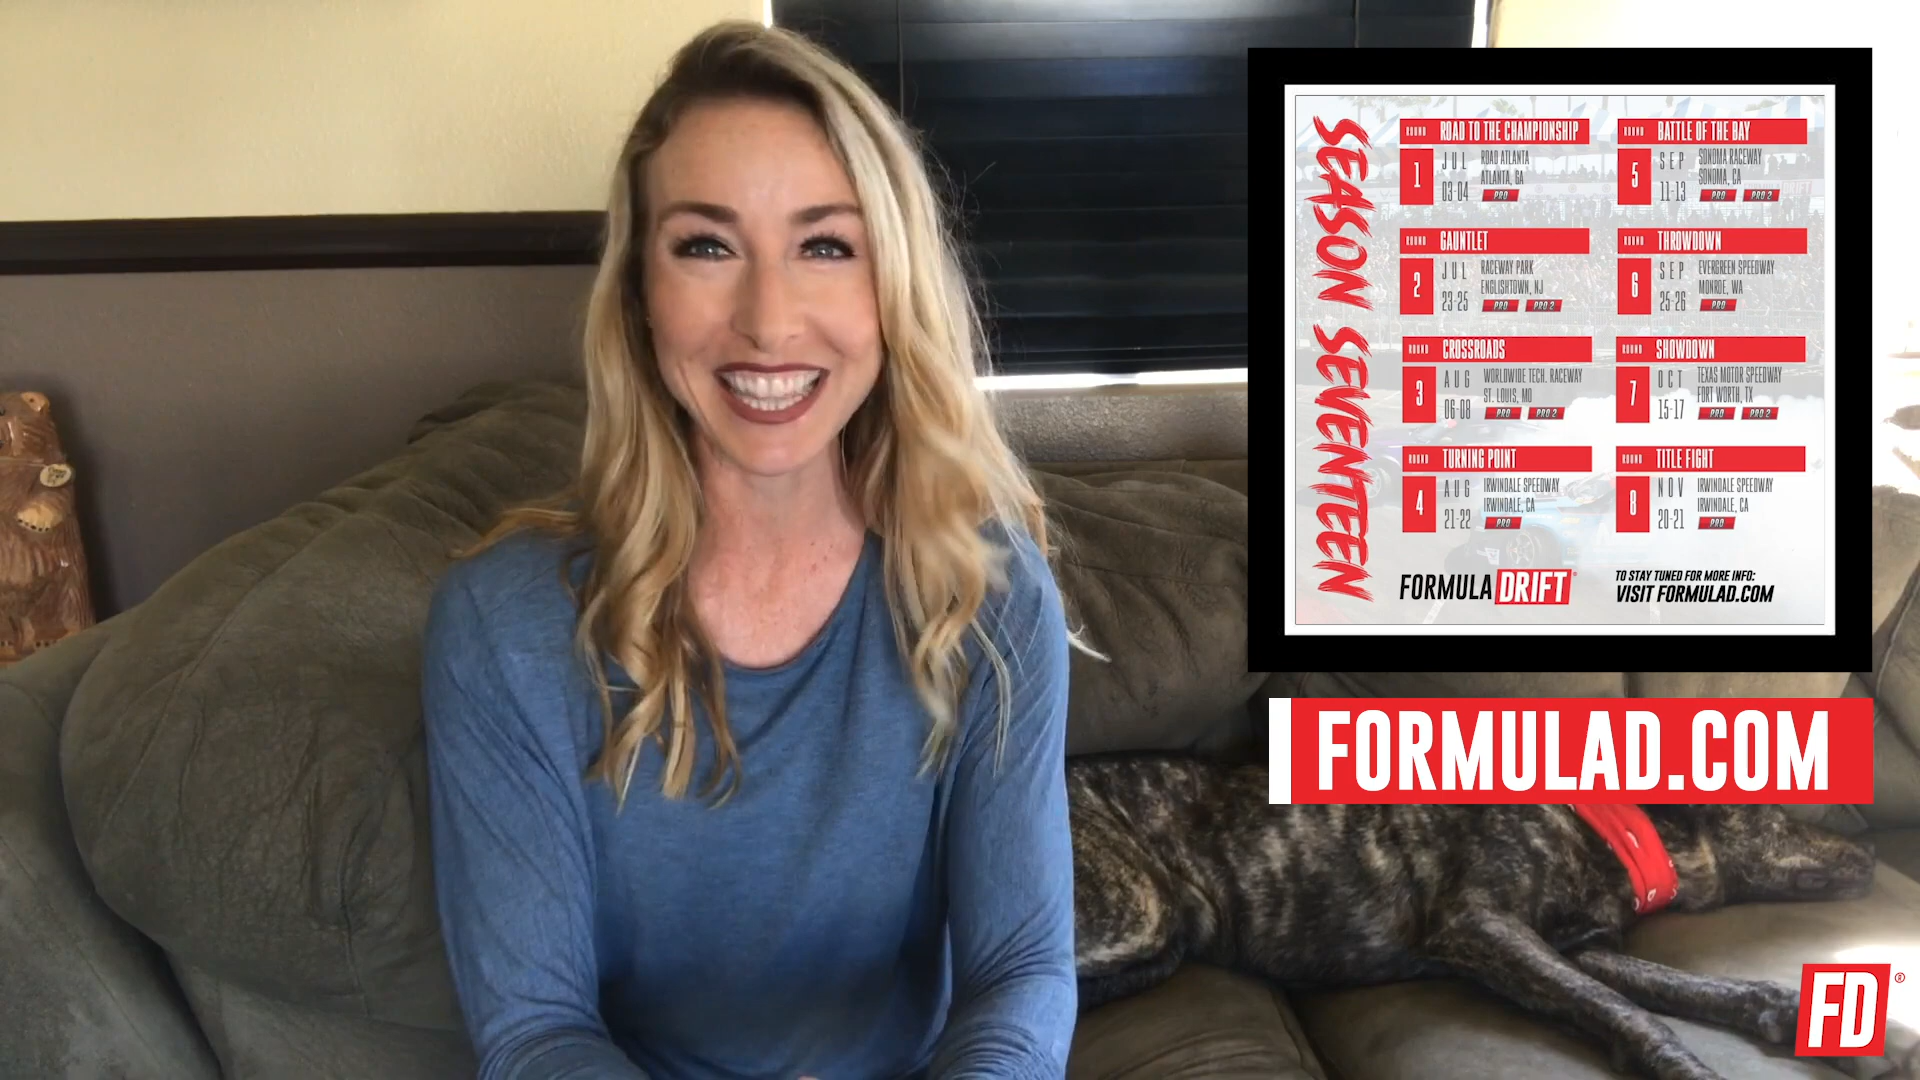 SEASON SEVENTEEN
ROUND ROAD TO THE CHAMPIONSHIP
1
JUL
03-04
ROAD ATLANTA
ATLANTA, GA
PRO
ROUND GAUNTLET
2
JUL
23-25
RACEWAY PARK
ENGLISHTOWN, NJ
PRO PRO 2
ROUND CROSSROADS
3
AUG
06-08
WORLDWIDE TECH. RACEWAY
ST. LOUIS, MO
PRO PRO 2
ROUND TURNING POINT
4
AUG
21-22
IRWINDALE SPEEDWAY
IRWINDALE, CA
PRO
ROUND BATTLE OF THE BAY
5
SEP
11-13
SONOMA RACEWAY
SONOMA, CA
PRO PRO 2
ROUND THROWDOWN
6
SEP
25-26
EVERGREEN SPEEDWAY
MONROE, WA
PRO
ROUND SHOWDOWN
7
OCT
15-17
TEXAS MOTOR SPEEDWAY
FORT WORTH, TX
PRO PRO 2
ROUND TITLE FIGHT
8
NOV
20-21
IRWINDALE SPEEDWAY
IRWINDALE, CA
PRO
FORMULA DRIFT
TO STAY TUNED FOR MORE INFO:
VISIT FORMULAD.COM
FORMULAD.COM
FD®